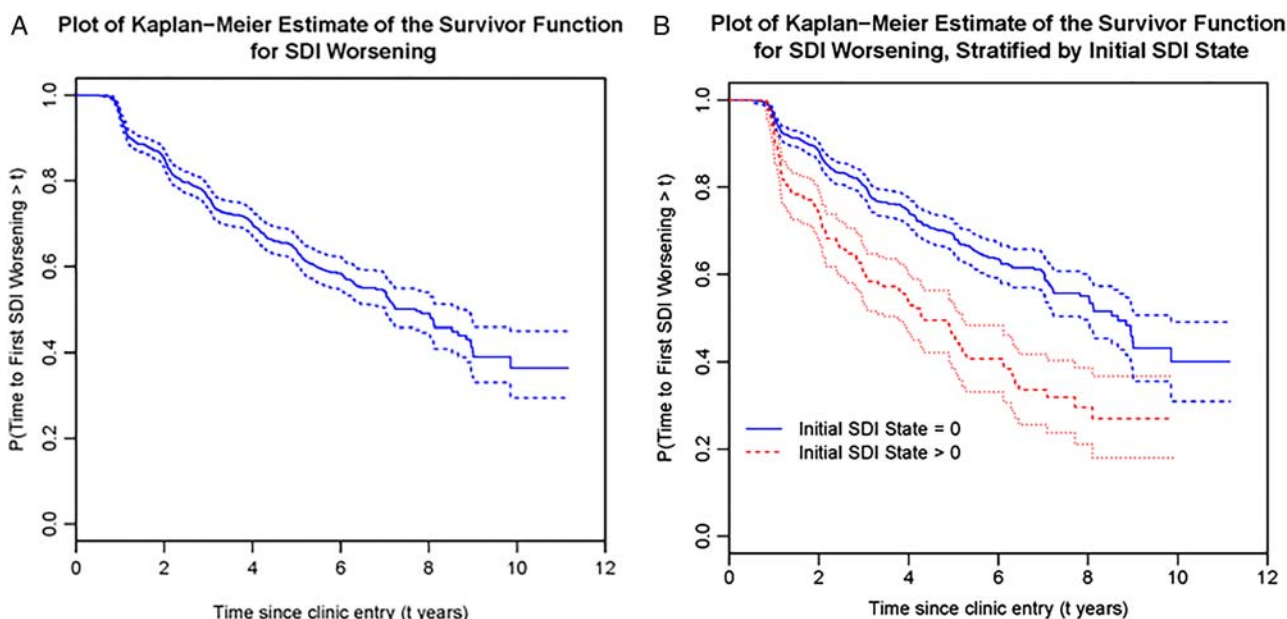 A
Plot of Kaplan−Meier Estimate of the Survivor Function
for SDI Worsening
P(Time to First SDI Worsening > t)
1.0
0.8
0.6
0.4
0.2
0.0
0 2 4 6 8 10 12
Time since clinic entry (t years)
B
Plot of Kaplan−Meier Estimate of the Survivor Function
for SDI Worsening, Stratified by Initial SDI State
P(Time to First SDI Worsening > t)
1.0
0.8
0.6
0.4
0.2
0.0
Initial SDI State = 0
Initial SDI State > 0
0 2 4 6 8 10 12
Time since clinic entry (t years)